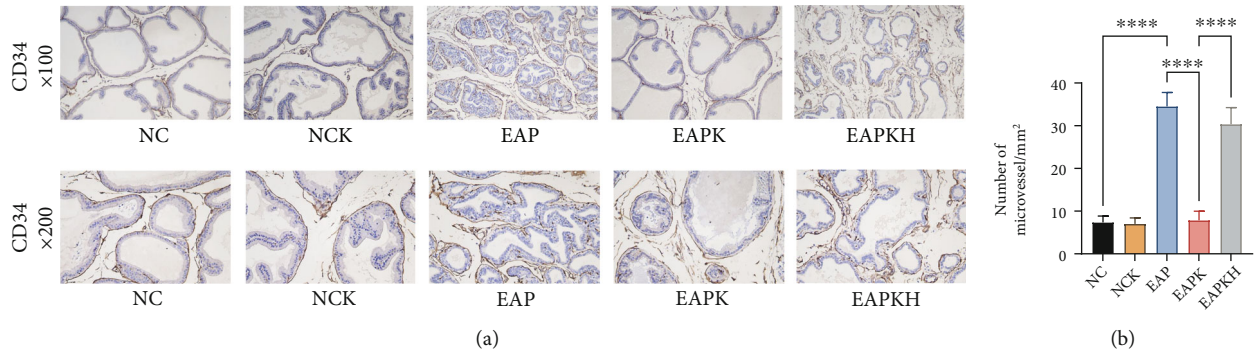 CD34
×100
NC
NCK
EAP
EAPK
EAPKH
CD34
×200
NC
NCK
EAP
EAPK
EAPKH
(a)
****
****
****
40
30
20
10
0
Number of
microvessel/mm²
NC
NCK
EAP
EAPK
EAPKH
(b)